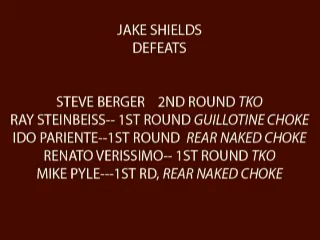 JAKE SHIELDS
DEFEATS
STEVE BERGER 2ND ROUND TKO
RAY STEINBEISS-- 1ST ROUND GUILLOTINE CHOKE
IDO PARIENTE--1ST ROUND REAR NAKED CHOKE
RENATO VERISSIMO-- 1ST ROUND TKO
MIKE PYLE---1ST RD, REAR NAKED CHOKE